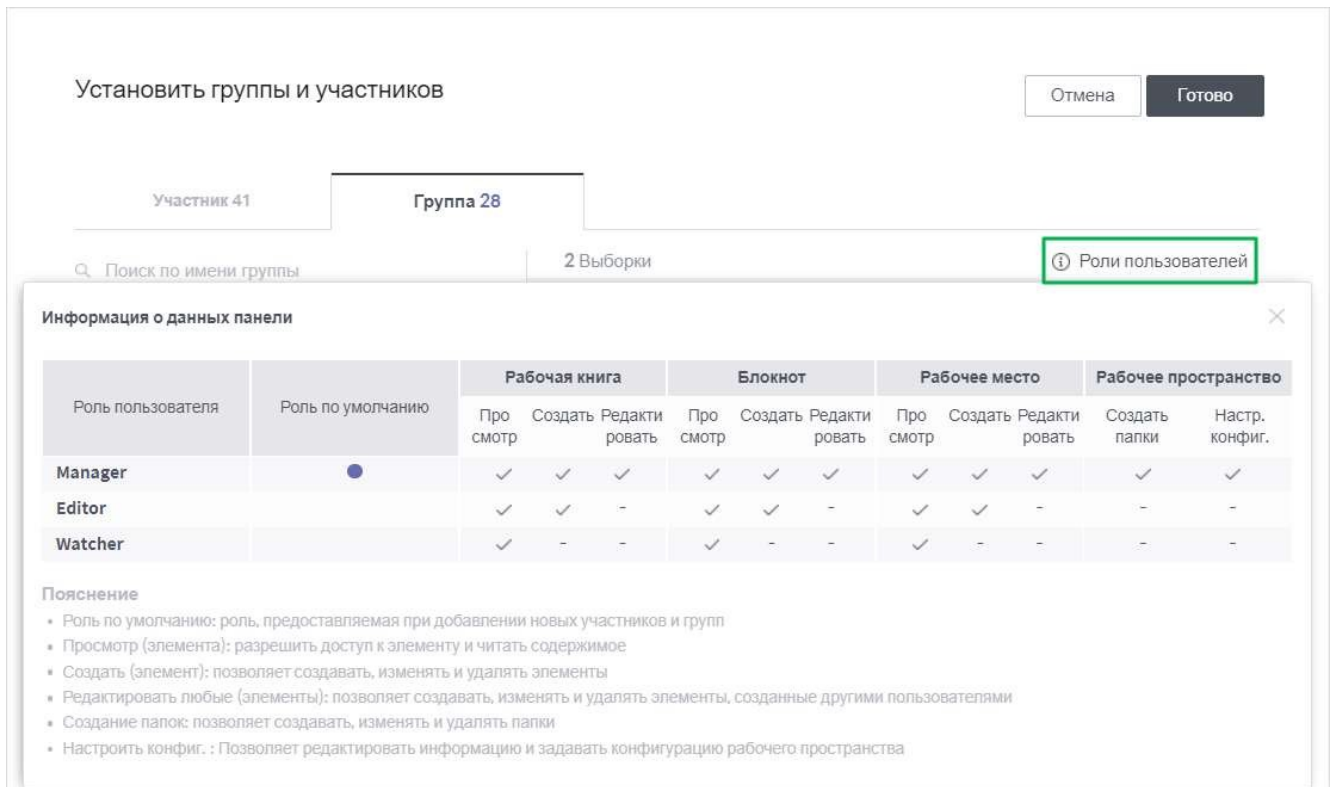 Установить группы и участников
Отмена
Готово
Участник 41
Группа 28
Поиск по имени группы
2 Выборки
Роли пользователей
Информация о данных панели
Роль пользователя
Роль по умолчанию
Рабочая книга
Блокнот
Рабочее место
Рабочее пространство
Про
смотр
Создать
Редакти
ровать
Про
смотр
Создать
Редакти
ровать
Про
смотр
Создать
Редакти
ровать
Создать
папки
Настр.
конфиг.
Manager
Editor - - - - -
Watcher - - - - - - - -
Пояснение
• Роль по умолчанию: роль, предоставляемая при добавлении новых участников и групп
• Просмотр (элемента): разрешить доступ к элементу и читать содержимое
• Создать (элемент): позволяет создавать, изменять и удалять элементы
• Редактировать любые (элементы): позволяет создавать, изменять и удалять элементы, созданные другими пользователями
• Создание папок: позволяет создавать, изменять и удалять папки
• Настроить конфиг. : Позволяет редактировать информацию и задавать конфигурацию рабочего пространства